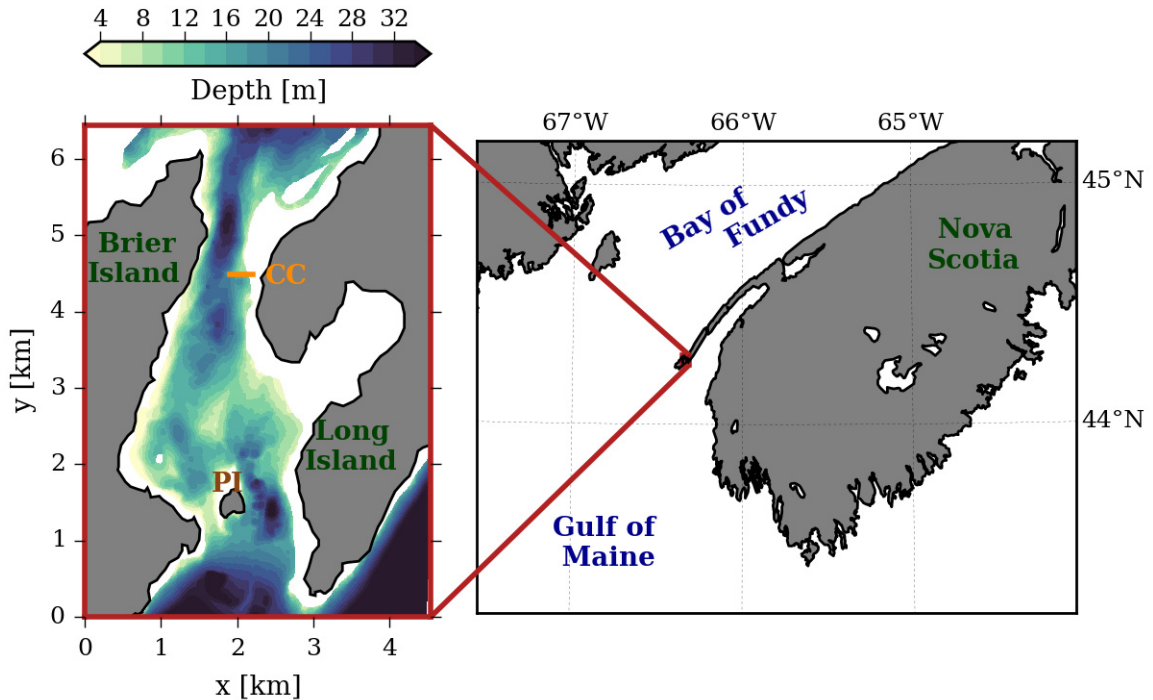 4 8 12 16 20 24 28 32
Depth [m]
67°W 66°W 65°W
6
5
4
3
2
1
0
y [km]
0 1 2 3 4
x [km]
Brier
Island
CC
Long
Island
PI
45°N
44°N
Bay of
Fundy
Nova
Scotia
Gulf of
Maine